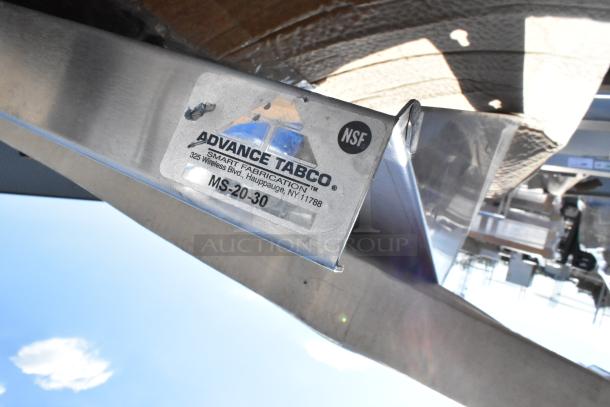 NSF
ADVANCE TABCO®
SMART FABRICATION™
325 Wireless Blvd., Hauppauge, NY 11788
MS-20-30
AUCTION GROUP